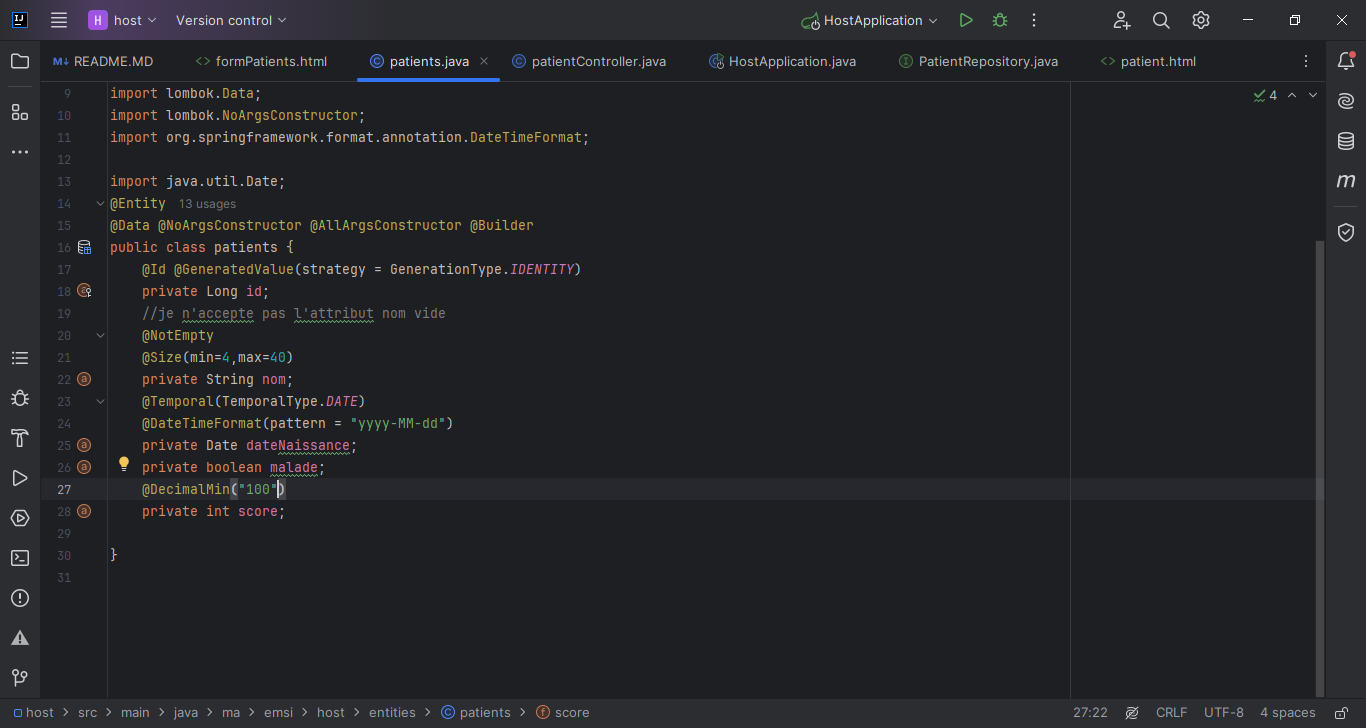 H host Version control HostApplication
README.MD formPatients.html patients.java patientController.java HostApplication.java PatientRepository.java patient.html
9 import lombok.Data; 4
10 import lombok.NoArgsConstructor;
11 import org.springframework.format.annotation.DateTimeFormat;
12
13 import java.util.Date;
14 @Entity 13 usages
15 @Data @NoArgsConstructor @AllArgsConstructor @Builder
16 public class patients {
17 @Id @GeneratedValue(strategy = GenerationType.IDENTITY)
18 private Long id;
19 //je n'accepte pas l'attribut nom vide
20 @NotEmpty
21 @Size(min=4,max=40)
22 private String nom;
23 @Temporal(TemporalType.DATE)
24 @DateTimeFormat(pattern = "yyyy-MM-dd")
25 private Date dateNaissance;
26 private boolean malade;
27 @DecimalMin("100")
28 private int score;
29
30 }
31
host > src > main > java > ma > emsi > host > entities > patients > score 27:22 CRLF UTF-8 4 spaces